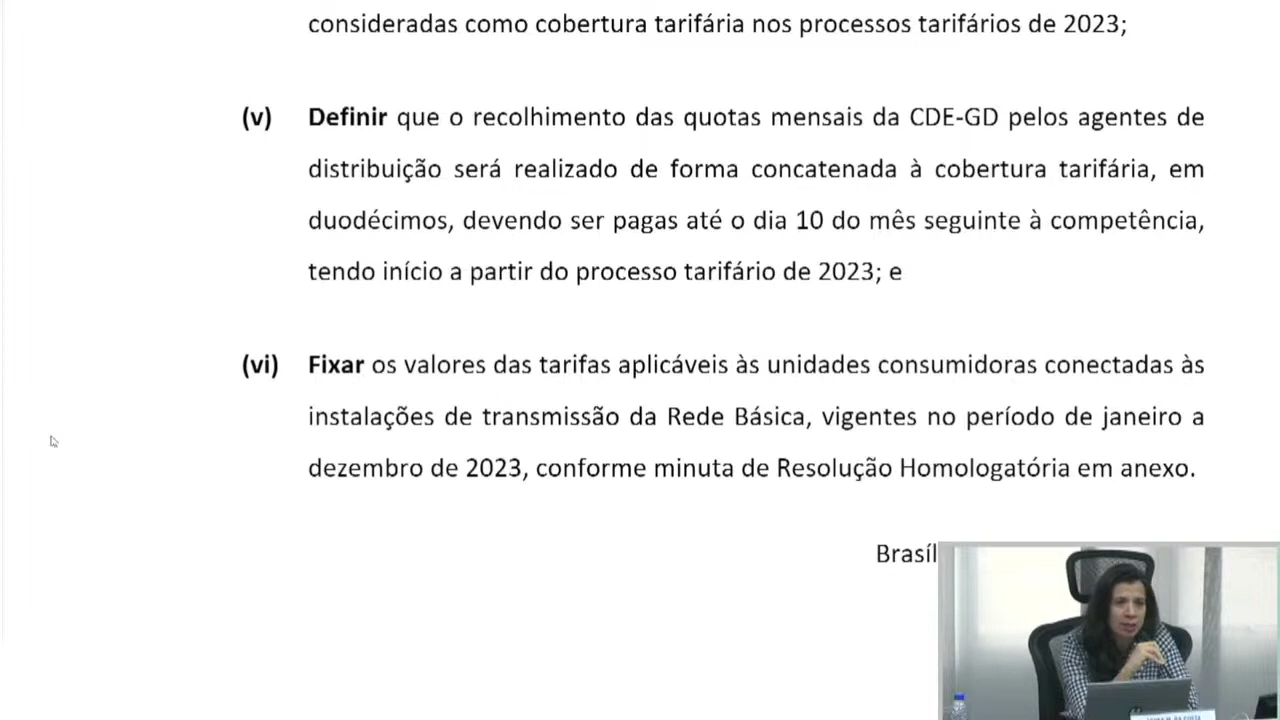 consideradas como cobertura tarifária nos processos tarifários de 2023;
(v) Definir que o recolhimento das quotas mensais da CDE-GD pelos agentes de
distribuição será realizado de forma concatenada à cobertura tarifária, em
duodécimos, devendo ser pagas até o dia 10 do mês seguinte à competência,
tendo início a partir do processo tarifário de 2023; e
(vi) Fixar os valores das tarifas aplicáveis às unidades consumidoras conectadas às
instalações de transmissão da Rede Básica, vigentes no período de janeiro a
dezembro de 2023, conforme minuta de Resolução Homologatória em anexo.
Brasíl